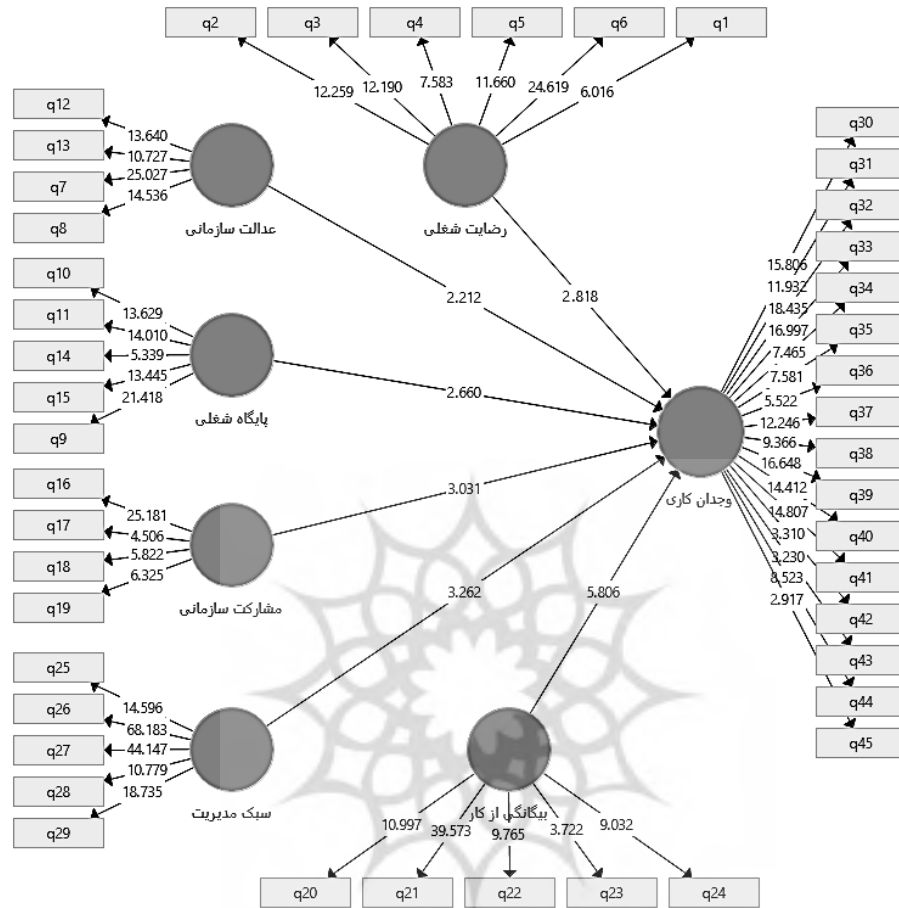 q2
q3
q4
q5
q6
q1
12.259
12.190
7.583
11.660
24.619
6.016
رضایت شغلی
q12
q13
q7
q8
13.640
10.727
25.027
14.536
عدالت سازمانی
q10
q11
q14
q15
q9
13.629
14.010
5.339
13.445
21.418
پایگاه شغلی
q16
q17
q18
q19
25.181
4.506
5.822
6.325
مشارکت سازمانی
q25
q26
q27
q28
q29
14.596
68.183
44.147
10.779
18.735
سبک مدیریت
2.212
2.818
2.660
3.031
3.262
5.806
وجدان کاری
15.806
11.932
18.435
16.997
7.465
7.581
5.522
12.246
9.366
16.648
14.412
14.807
3.310
3.230
8.523
2.917
q30
q31
q32
q33
q34
q35
q36
q37
q38
q39
q40
q41
q42
q43
q44
q45
بیگانگی از کار
10.997
39.573
9.765
3.722
9.032
q20
q21
q22
q23
q24